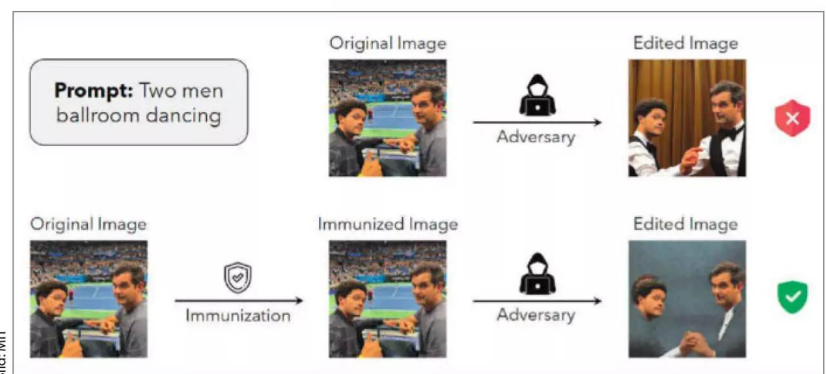 Original Image
Edited Image
Prompt: Two men
ballroom dancing
Adversary
Original Image
Immunized Image
Edited Image
Immunization
Adversary